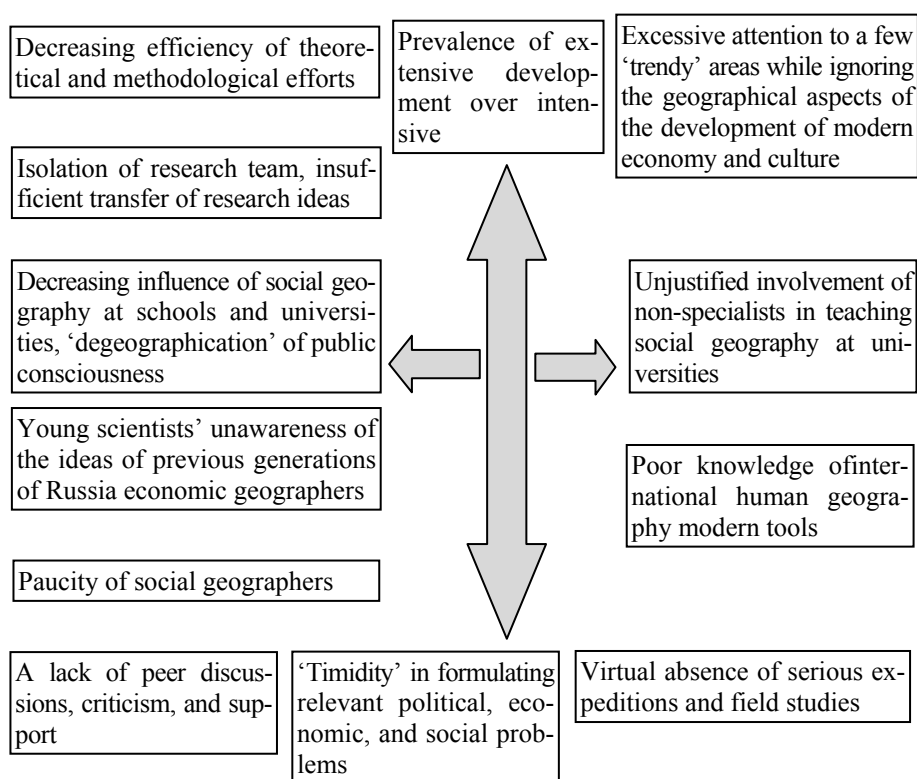 Decreasing efficiency of theore-
tical and methodological efforts
Prevalence of ex-
tensive develop-
ment over inten-
sive
Excessive attention to a few
‘trendy’ areas while ignoring
the geographical aspects of
the development of modern
economy and culture
Isolation of research team, insuf-
ficient transfer of research ideas
Decreasing influence of social geo-
graphy at schools and universi-
ties, ‘degeographication’ of public
consciousness
Unjustified involvement of
non-specialists in teaching
social geography at uni-
versities
Young scientists’ unawareness of
the ideas of previous generations
of Russia economic geographers
Poor knowledge ofinter-
national human geogra-
phy modern tools
Paucity of social geographers
A lack of peer discus-
sions, criticism, and sup-
port
‘Timidity’ in formulating
relevant political, eco-
nomic, and social prob-
lems
Virtual absence of serious ex-
peditions and field studies